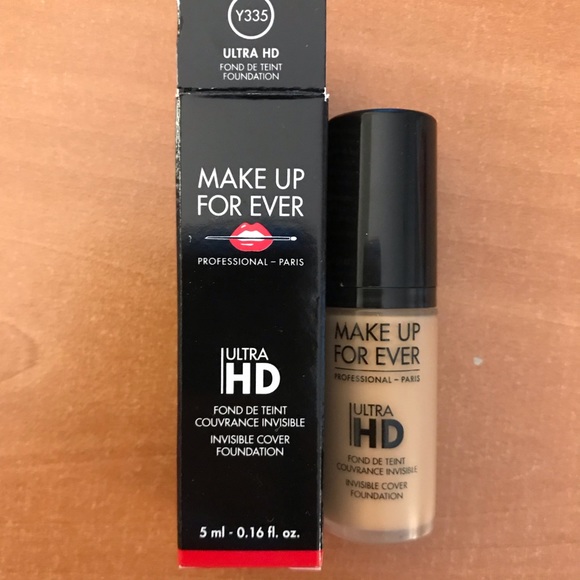 Y335
ULTRA HD
FOND DE TEINT
FOUNDATION
MAKE UP
FOR EVER
PROFESSIONAL – PARIS
ULTRA
HD
FOND DE TEINT
COUVRANCE INVISIBLE
INVISIBLE COVER
FOUNDATION
5 ml - 0.16 fl. oz.
MAKE UP
FOR EVER
PROFESSIONAL – PARIS
ULTRA
HD
FOND DE TEINT
COUVRANCE INVISIBLE
INVISIBLE COVER
FOUNDATION